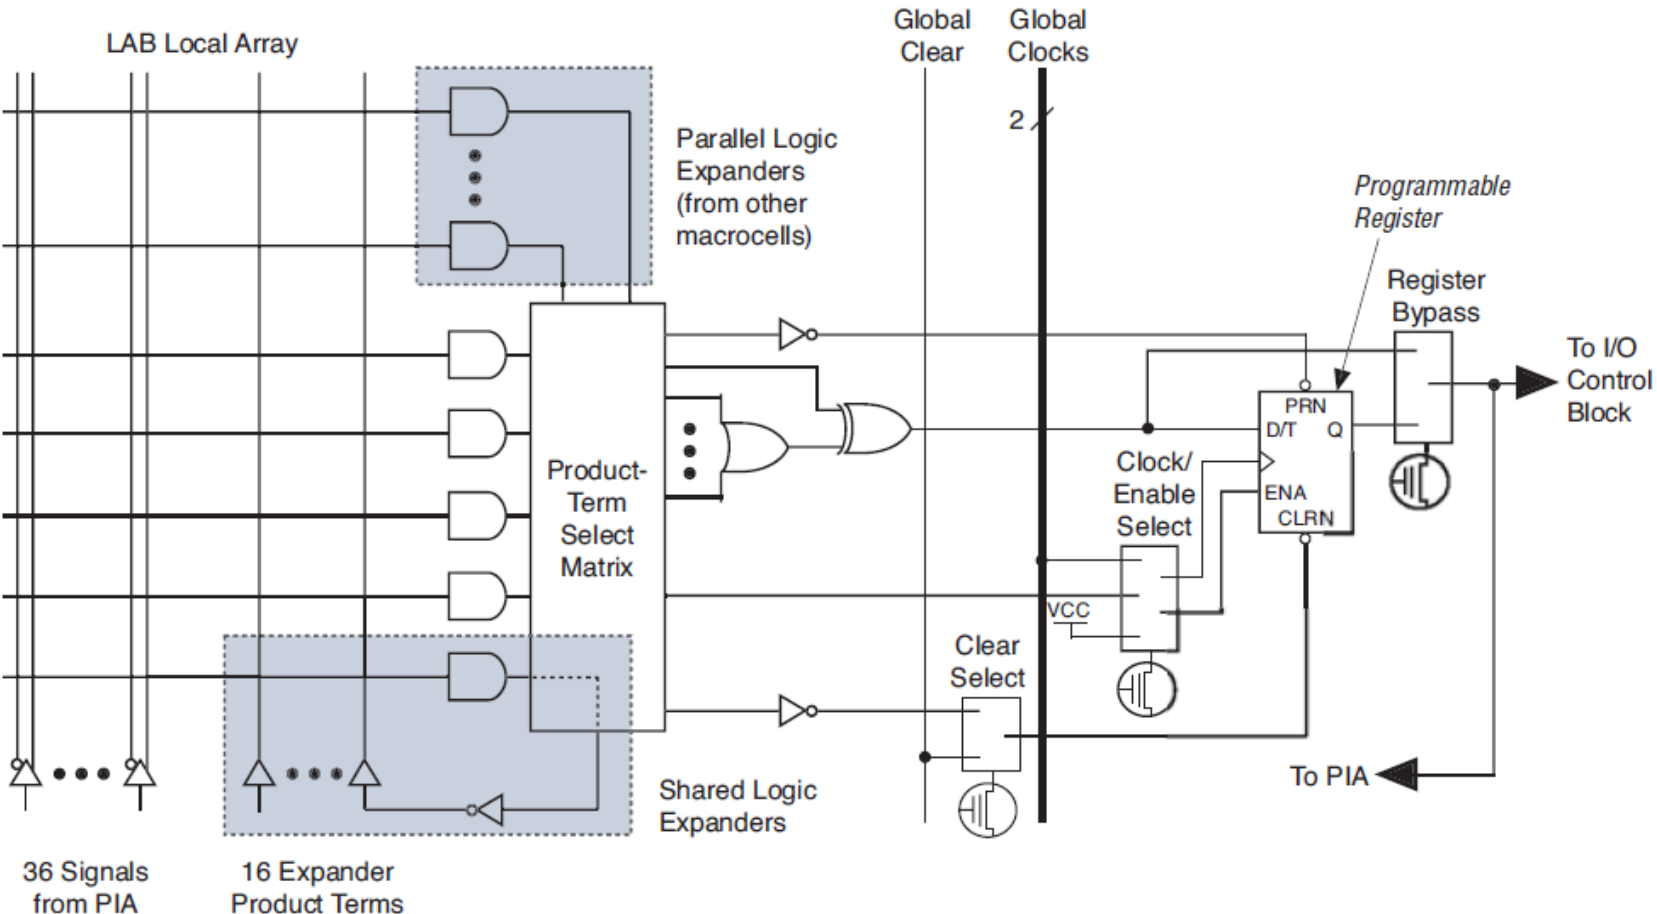 LAB Local Array
Global
Clear
Global
Clocks
2
Parallel Logic
Expanders
(from other
macrocells)
Programmable
Register
Register
Bypass
To I/O
Control
Block
PRN
D/T
Q
ENA
CLRN
Clock/
Enable
Select
Product-
Term
Select
Matrix
VCC
Clear
Select
To PIA
Shared Logic
Expanders
36 Signals
from PIA
16 Expander
Product Terms